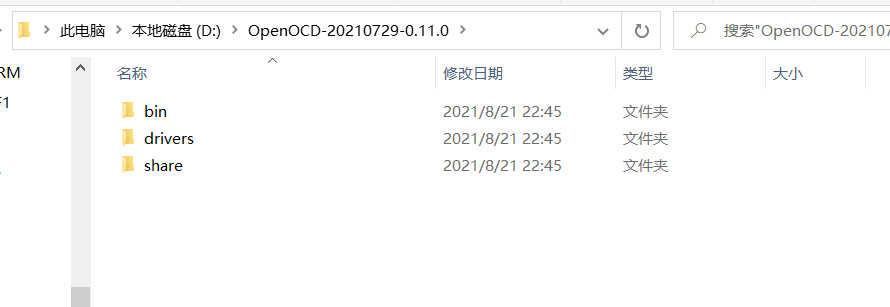 此电脑 本地磁盘 (D:) OpenOCD-20210729-0.11.0 搜索"OpenOCD-202107
RM
F1
名称 修改日期 类型 大小
bin 2021/8/21 22:45 文件夹
drivers 2021/8/21 22:45 文件夹
share 2021/8/21 22:45 文件夹